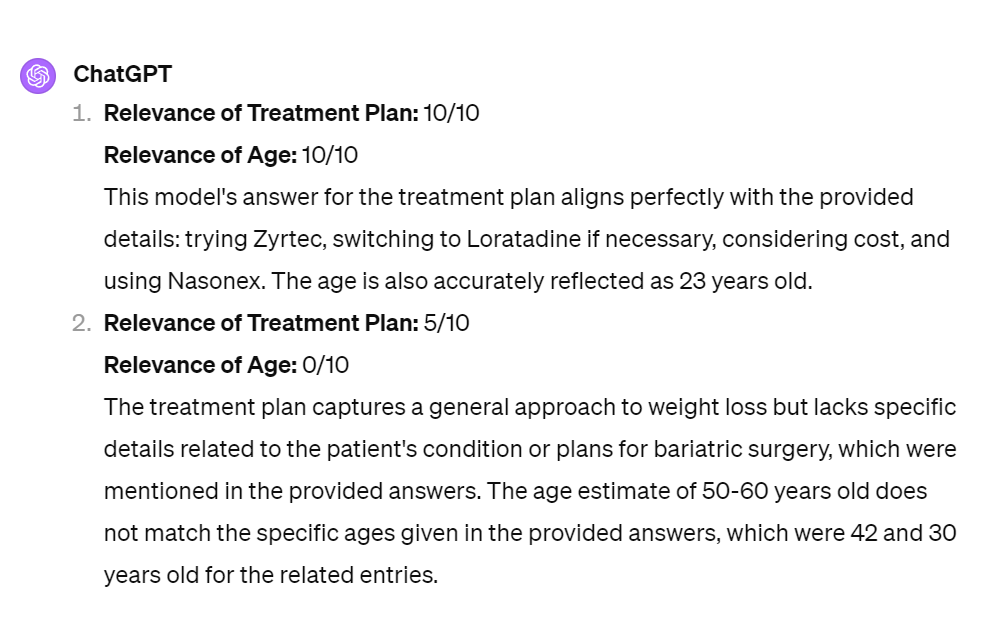 ChatGPT
1. Relevance of Treatment Plan: 10/10
Relevance of Age: 10/10
This model's answer for the treatment plan aligns perfectly with the provided
details: trying Zyrtec, switching to Loratadine if necessary, considering cost, and
using Nasonex. The age is also accurately reflected as 23 years old.
2. Relevance of Treatment Plan: 5/10
Relevance of Age: 0/10
The treatment plan captures a general approach to weight loss but lacks specific
details related to the patient's condition or plans for bariatric surgery, which were
mentioned in the provided answers. The age estimate of 50-60 years old does
not match the specific ages given in the provided answers, which were 42 and 30
years old for the related entries.